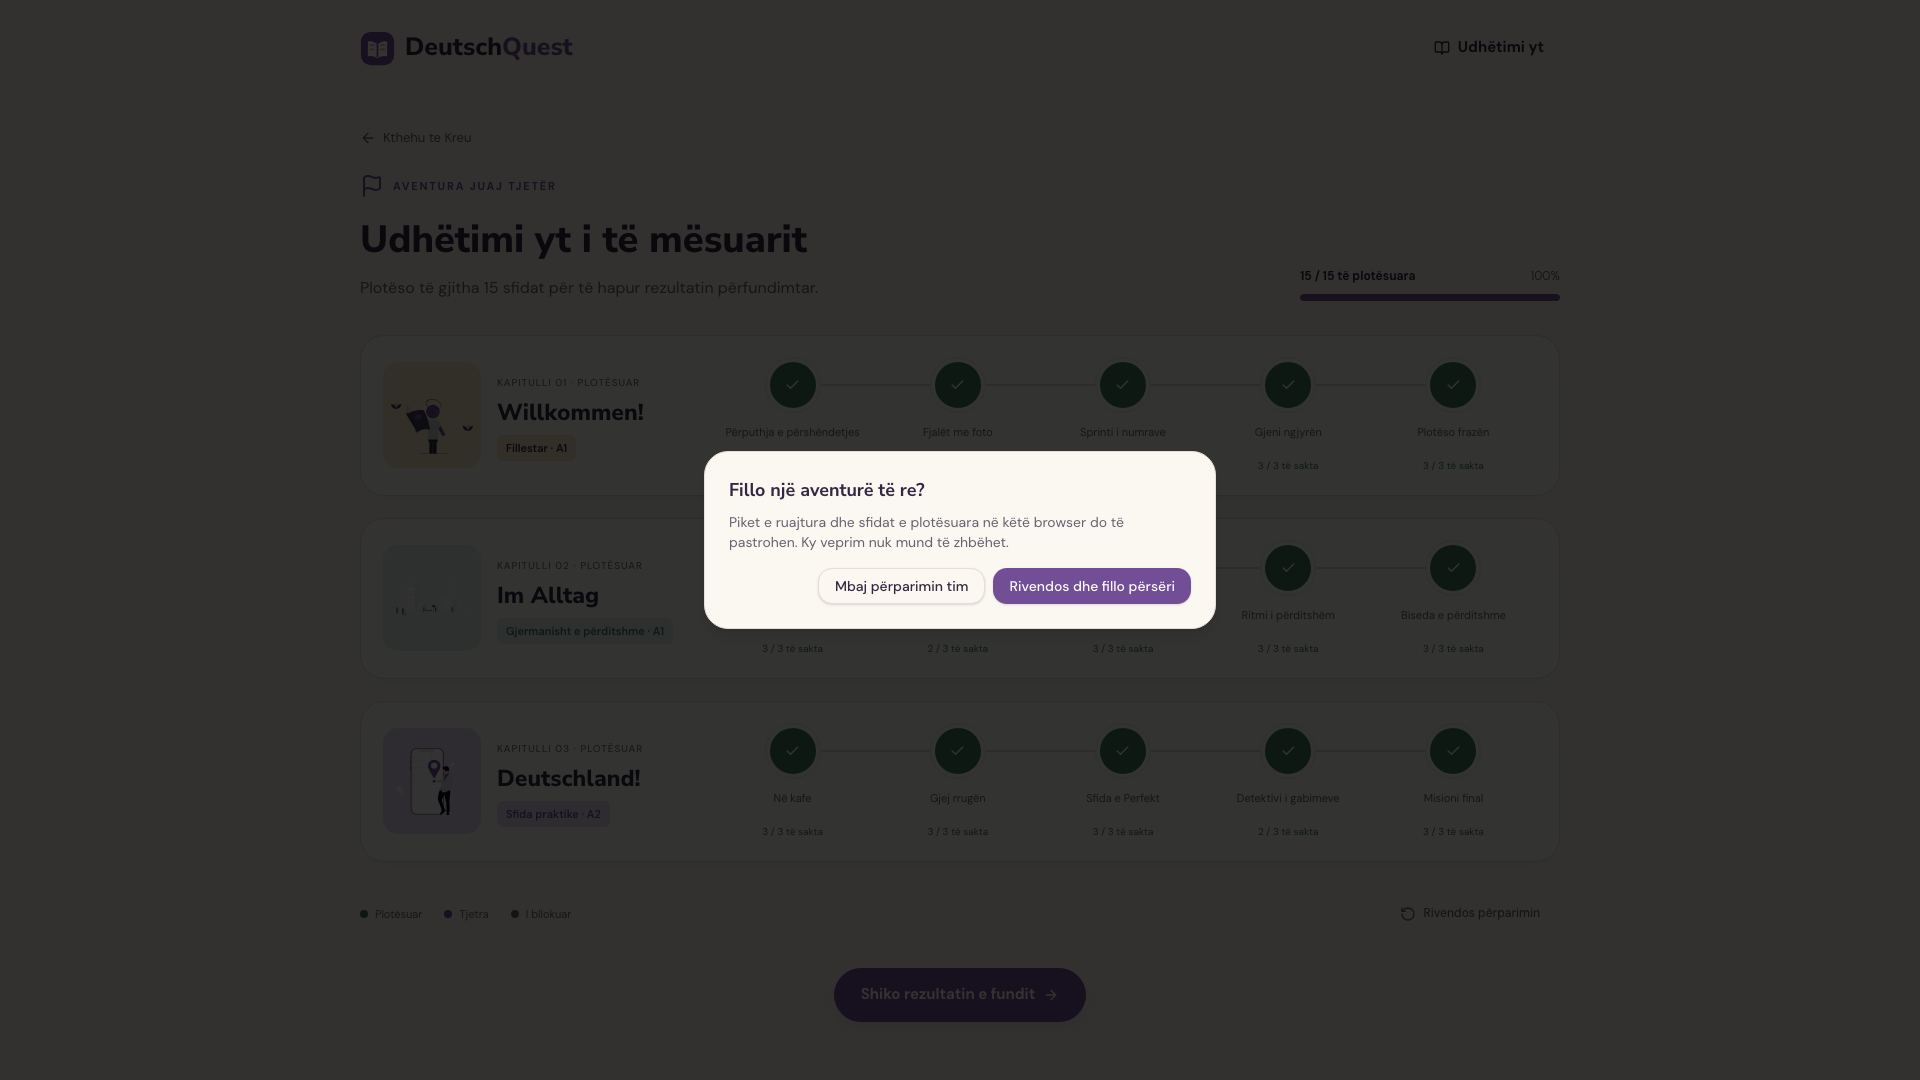 DeutschQuest
Udhëtimi yt
Kthehu te Kreu
AVENTURA JUAJ TJETËR
Udhëtimi yt i të mësuarit
Plotëso të gjitha 15 sfidat për të hapur rezultatin përfundimtar.
15 / 15 të plotësuara 100%
KAPITULLI 01 · PLOTËSUAR
Willkommen!
Fillestar · A1
Përputhja e përshëndetjes
Fjalët me foto
Sprinti i numrave
Gjeni ngjyrën
3 / 3 të sakta
Plotëso frazën
3 / 3 të sakta
Fillo një aventurë të re?
Piket e ruajtura dhe sfidat e plotësuara në këtë browser do të
pastrohen. Ky veprim nuk mund të zhbëhet.
Mbaj përparimin tim
Rivendos dhe fillo përsëri
KAPITULLI 02 · PLOTËSUAR
Im Alltag
Gjermanisht e përditshme · A1
3 / 3 të sakta
2 / 3 të sakta
3 / 3 të sakta
Ritmi i përditshëm
3 / 3 të sakta
Biseda e përditshme
3 / 3 të sakta
KAPITULLI 03 · PLOTËSUAR
Deutschland!
Sfida praktike · A2
Në kafe
3 / 3 të sakta
Gjej rrugën
3 / 3 të sakta
Sfida e Perfekt
3 / 3 të sakta
Detektivi i gabimeve
2 / 3 të sakta
Misioni final
3 / 3 të sakta
Plotësuar
Tjetra
I bllokuar
Rivendos përparimin
Shiko rezultatin e fundit